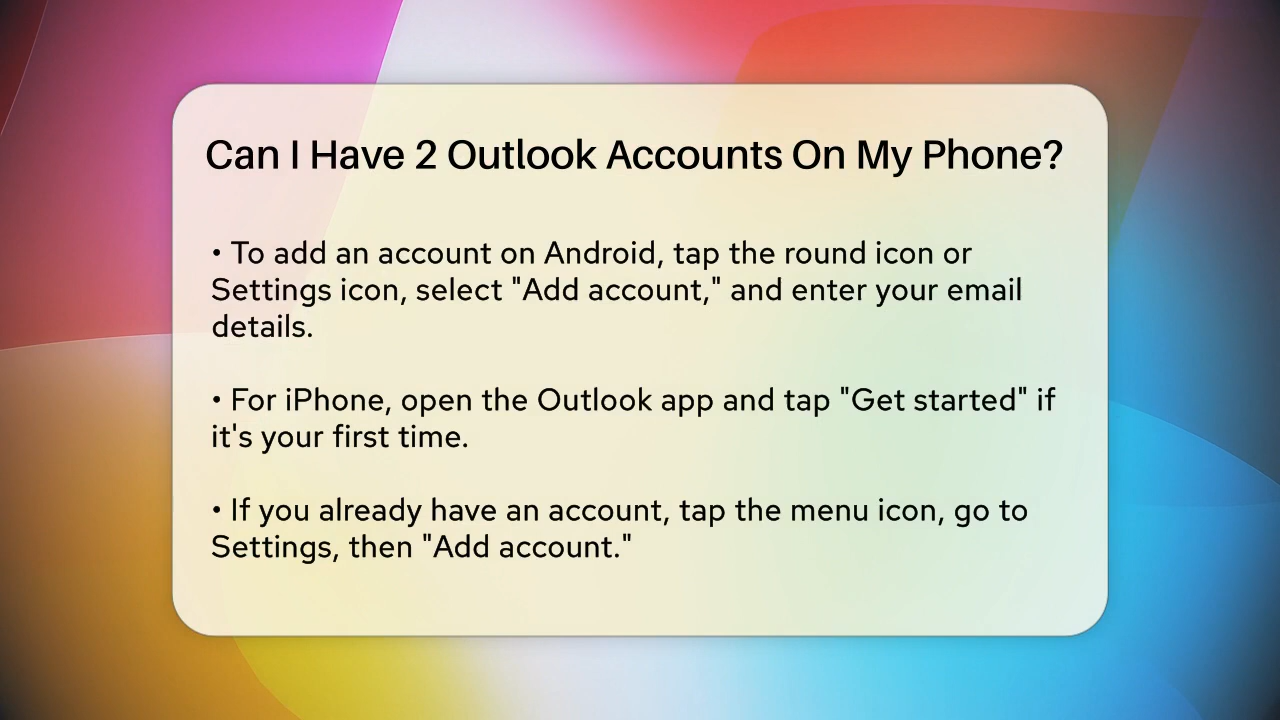 Can I Have 2 Outlook Accounts On My Phone?
• To add an account on Android, tap the round icon or
Settings icon, select "Add account," and enter your email
details.
• For iPhone, open the Outlook app and tap "Get started" if
it's your first time.
• If you already have an account, tap the menu icon, go to
Settings, then "Add account."